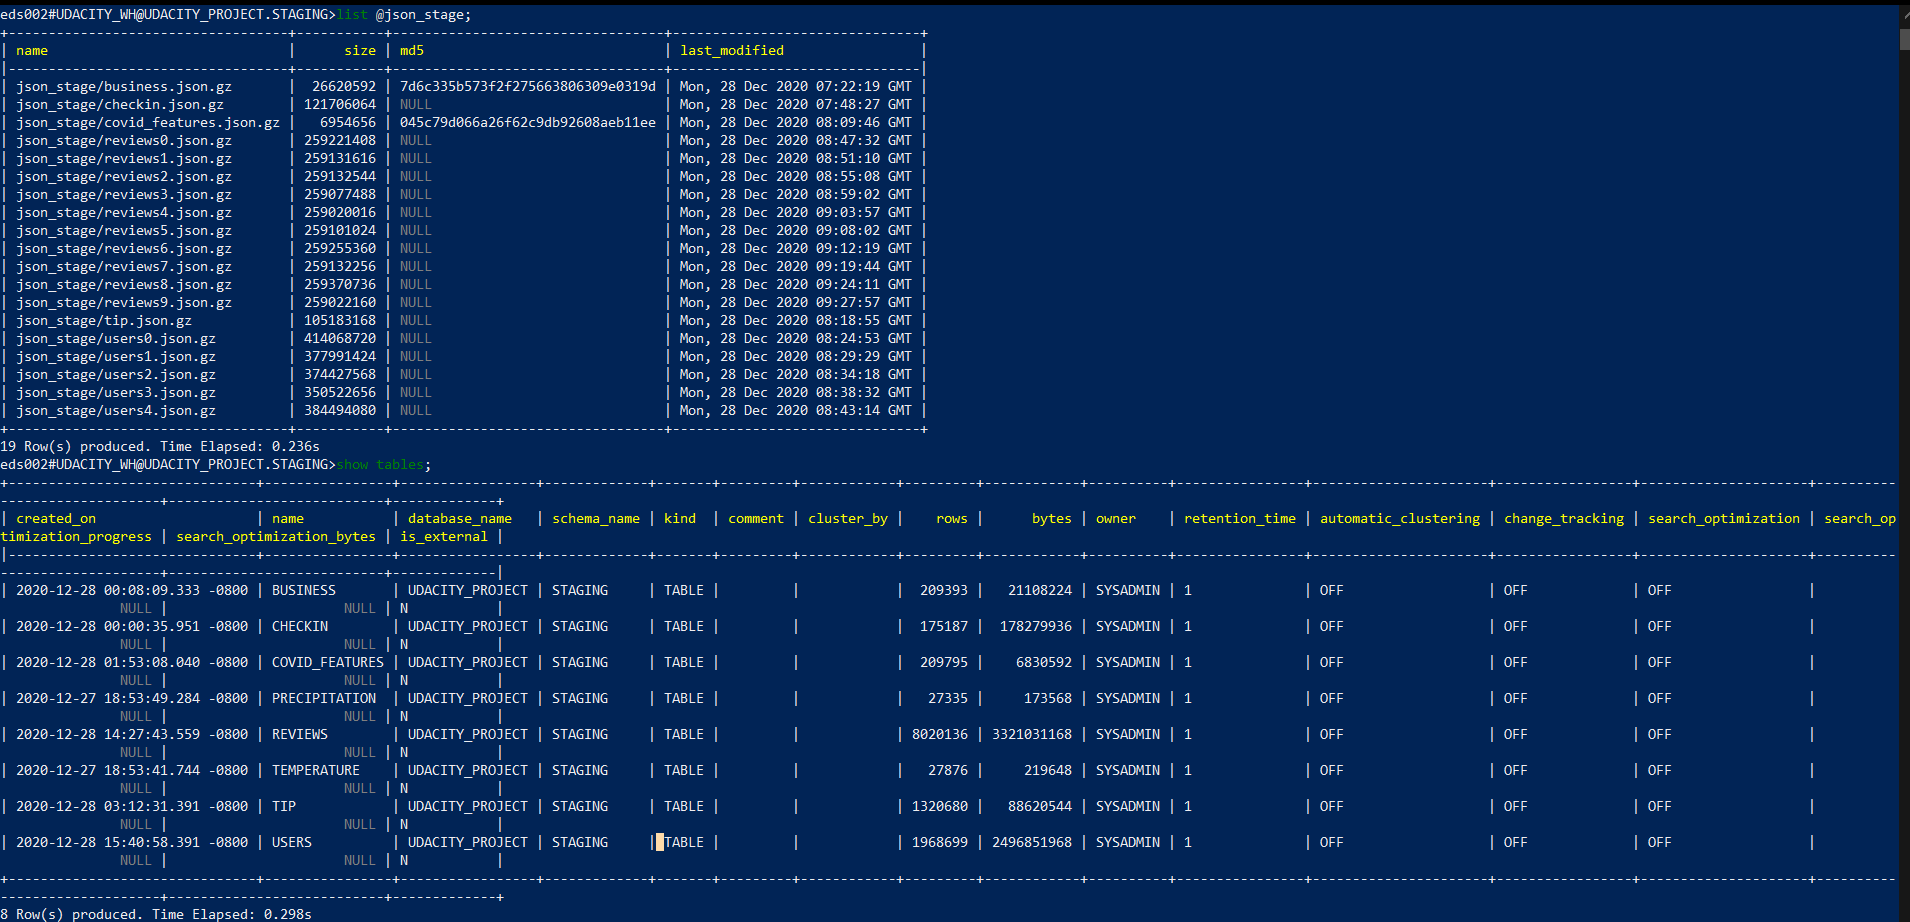 eds002#UDACITY_WH@UDACITY_PROJECT.STAGING>list @json_stage;
+-----------------------------------+-----------+----------------------------------+-------------------------------+
| name                              |      size | md5                              | last_modified                 |
|-----------------------------------+-----------+----------------------------------+-------------------------------|
| json_stage/business.json.gz       |  26620592 | 7d6c335b573f2f275663806309e0319d | Mon, 28 Dec 2020 07:22:19 GMT |
| json_stage/checkin.json.gz        | 121706064 | NULL                             | Mon, 28 Dec 2020 07:48:27 GMT |
| json_stage/covid_features.json.gz |   6954656 | 045c79d066a26f62c9db92608aeb11ee | Mon, 28 Dec 2020 08:09:46 GMT |
| json_stage/reviews0.json.gz       | 259221408 | NULL                             | Mon, 28 Dec 2020 08:47:32 GMT |
| json_stage/reviews1.json.gz       | 259131616 | NULL                             | Mon, 28 Dec 2020 08:51:10 GMT |
| json_stage/reviews2.json.gz       | 259132544 | NULL                             | Mon, 28 Dec 2020 08:55:08 GMT |
| json_stage/reviews3.json.gz       | 259077488 | NULL                             | Mon, 28 Dec 2020 08:59:02 GMT |
| json_stage/reviews4.json.gz       | 259020016 | NULL                             | Mon, 28 Dec 2020 09:03:57 GMT |
| json_stage/reviews5.json.gz       | 259101024 | NULL                             | Mon, 28 Dec 2020 09:08:02 GMT |
| json_stage/reviews6.json.gz       | 259255360 | NULL                             | Mon, 28 Dec 2020 09:12:19 GMT |
| json_stage/reviews7.json.gz       | 259132256 | NULL                             | Mon, 28 Dec 2020 09:19:44 GMT |
| json_stage/reviews8.json.gz       | 259370736 | NULL                             | Mon, 28 Dec 2020 09:24:11 GMT |
| json_stage/reviews9.json.gz       | 259022160 | NULL                             | Mon, 28 Dec 2020 09:27:57 GMT |
| json_stage/tip.json.gz            | 105183168 | NULL                             | Mon, 28 Dec 2020 08:18:55 GMT |
| json_stage/users0.json.gz         | 414068720 | NULL                             | Mon, 28 Dec 2020 08:24:53 GMT |
| json_stage/users1.json.gz         | 377991424 | NULL                             | Mon, 28 Dec 2020 08:29:29 GMT |
| json_stage/users2.json.gz         | 374427568 | NULL                             | Mon, 28 Dec 2020 08:34:18 GMT |
| json_stage/users3.json.gz         | 350522656 | NULL                             | Mon, 28 Dec 2020 08:38:32 GMT |
| json_stage/users4.json.gz         | 384494080 | NULL                             | Mon, 28 Dec 2020 08:43:14 GMT |
+-----------------------------------+-----------+----------------------------------+-------------------------------+
19 Row(s) produced. Time Elapsed: 0.236s
eds002#UDACITY_WH@UDACITY_PROJECT.STAGING>show tables;
| created_on | name | database_name | schema_name | kind | comment | cluster_by | rows | bytes | owner | retention_time | automatic_clustering | change_tracking | search_optimization | search_op
timization_progress | search_optimization_bytes | is_external |
| 2020-12-28 00:08:09.333 -0800 | BUSINESS | UDACITY_PROJECT | STAGING | TABLE | | | 209393 | 21108224 | SYSADMIN | 1 | OFF | OFF | OFF |
NULL | NULL | N |
| 2020-12-28 00:00:35.951 -0800 | CHECKIN | UDACITY_PROJECT | STAGING | TABLE | | | 175187 | 178279936 | SYSADMIN | 1 | OFF | OFF | OFF |
NULL | NULL | N |
| 2020-12-28 01:53:08.040 -0800 | COVID_FEATURES | UDACITY_PROJECT | STAGING | TABLE | | | 209795 | 6830592 | SYSADMIN | 1 | OFF | OFF | OFF |
NULL | NULL | N |
| 2020-12-27 18:53:49.284 -0800 | PRECIPITATION | UDACITY_PROJECT | STAGING | TABLE | | | 27335 | 173568 | SYSADMIN | 1 | OFF | OFF | OFF |
NULL | NULL | N |
| 2020-12-28 14:27:43.559 -0800 | REVIEWS | UDACITY_PROJECT | STAGING | TABLE | | | 8020136 | 3321031168 | SYSADMIN | 1 | OFF | OFF | OFF |
NULL | NULL | N |
| 2020-12-27 18:53:41.744 -0800 | TEMPERATURE | UDACITY_PROJECT | STAGING | TABLE | | | 27876 | 219648 | SYSADMIN | 1 | OFF | OFF | OFF |
NULL | NULL | N |
| 2020-12-28 03:12:31.391 -0800 | TIP | UDACITY_PROJECT | STAGING | TABLE | | | 1320680 | 88620544 | SYSADMIN | 1 | OFF | OFF | OFF |
NULL | NULL | N |
| 2020-12-28 15:40:58.391 -0800 | USERS | UDACITY_PROJECT | STAGING | TABLE | | | 1968699 | 2496851968 | SYSADMIN | 1 | OFF | OFF | OFF |
NULL | NULL | N |
8 Row(s) produced. Time Elapsed: 0.298s